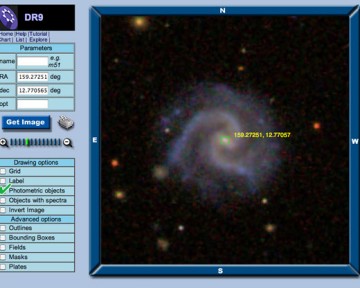 DR9
Home |Help |Tutorial
Chart | List | Explore
Parameters
name
e.g.
m51
RA 159.27251 deg
dec 12.770565 deg
opt
Get Image
Drawing options
Grid
Label
Photometric objects
Objects with spectra
Invert Image
Advanced options
Outlines
Bounding Boxes
Fields
Masks
Plates
N
E
159.27251, 12.77057
W
S